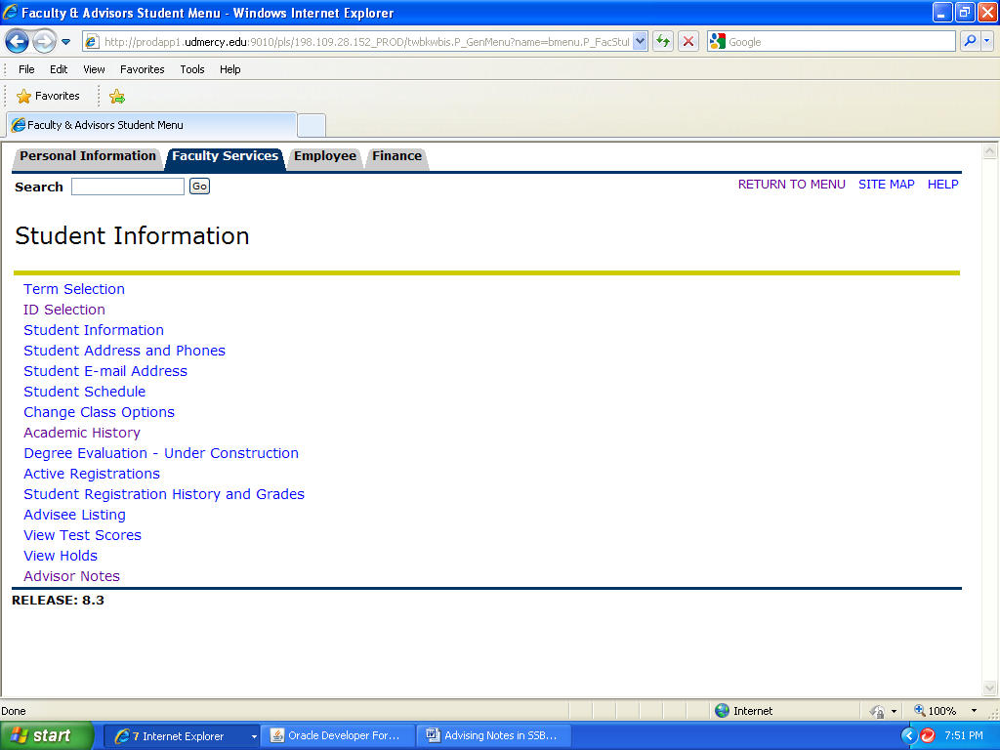 Faculty & Advisors Student Menu - Windows Internet Explorer
http://prodapp1.udmercy.edu:9010/pls/198.109.28.152_PROD/twbkwbis.P_GenMenu?name=bmenu.P_FacStul
Google
File Edit View Favorites Tools Help
Favorites
Faculty & Advisors Student Menu
Personal Information Faculty Services Employee Finance
Search Go RETURN TO MENU SITE MAP HELP
Student Information
Term Selection
ID Selection
Student Information
Student Address and Phones
Student E-mail Address
Student Schedule
Change Class Options
Academic History
Degree Evaluation - Under Construction
Active Registrations
Student Registration History and Grades
Advisee Listing
View Test Scores
View Holds
Advisor Notes
RELEASE: 8.3
Done Internet 100%
start 7 Internet Explorer Oracle Developer For... Advising Notes in SSB... 7:51 PM